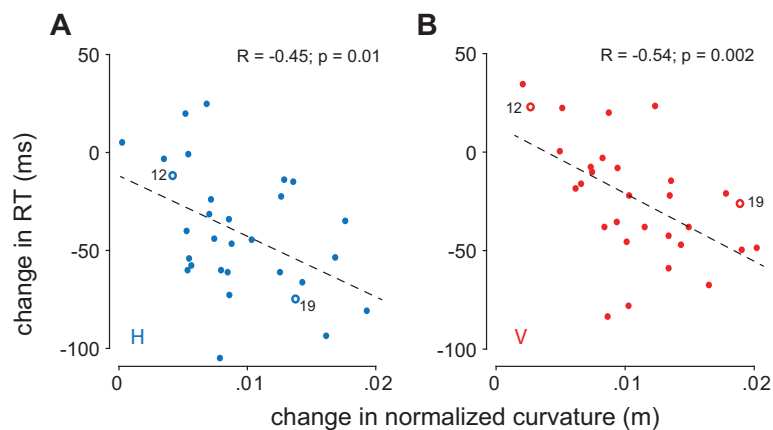 A
B
R = -0.45; p = 0.01
R = -0.54; p = 0.002
50
0
-50
-100
50
0
-50
-100
change in RT (ms)
12
19
12
19
H
V
0
.01
.02
0
.01
.02
change in normalized curvature (m)